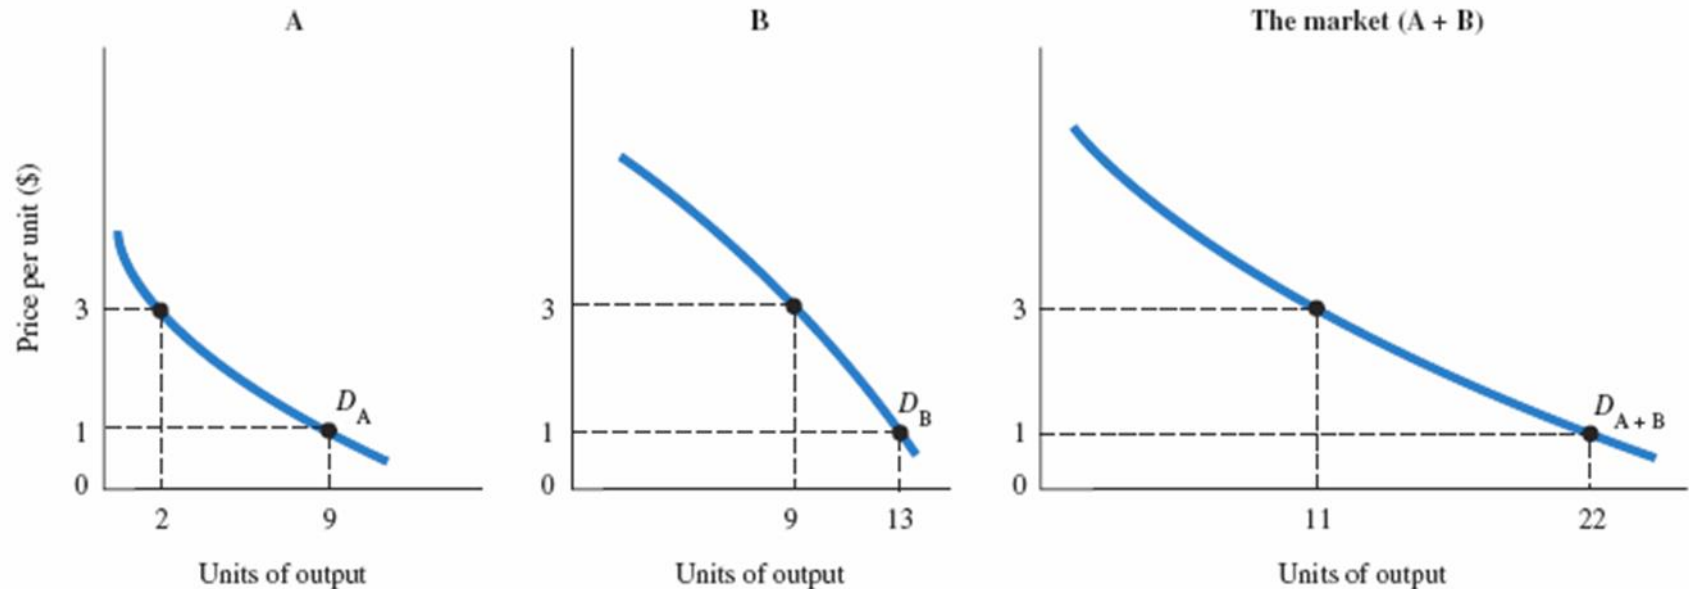 A
B
The market (A + B)
Price per unit ($)
3
1
0
D A
2
9
Units of output
3
1
0
D B
9
13
Units of output
3
1
0
D A + B
11
22
Units of output